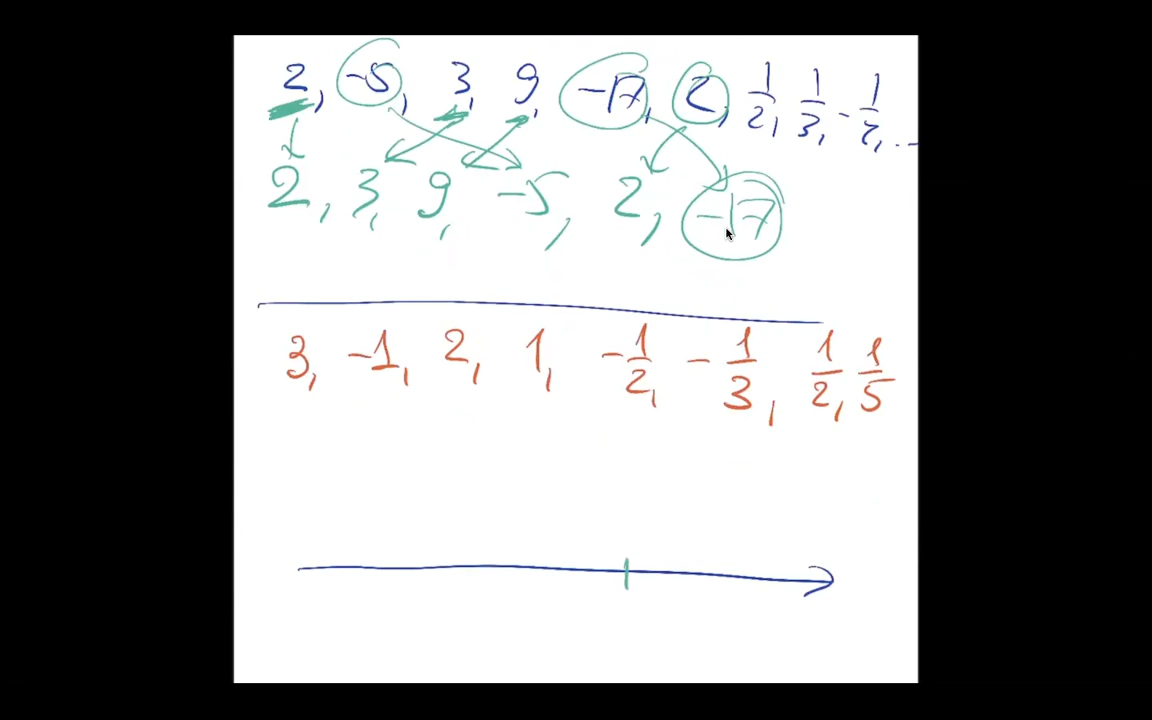 2, -5, 3, 9, -17, 2, 1/2, 1/3, -1/7, ...
2, 3, 9, -5, 2, -17
3, -1, 2, 1, -1/2, -1/3, 1/2, 1/5